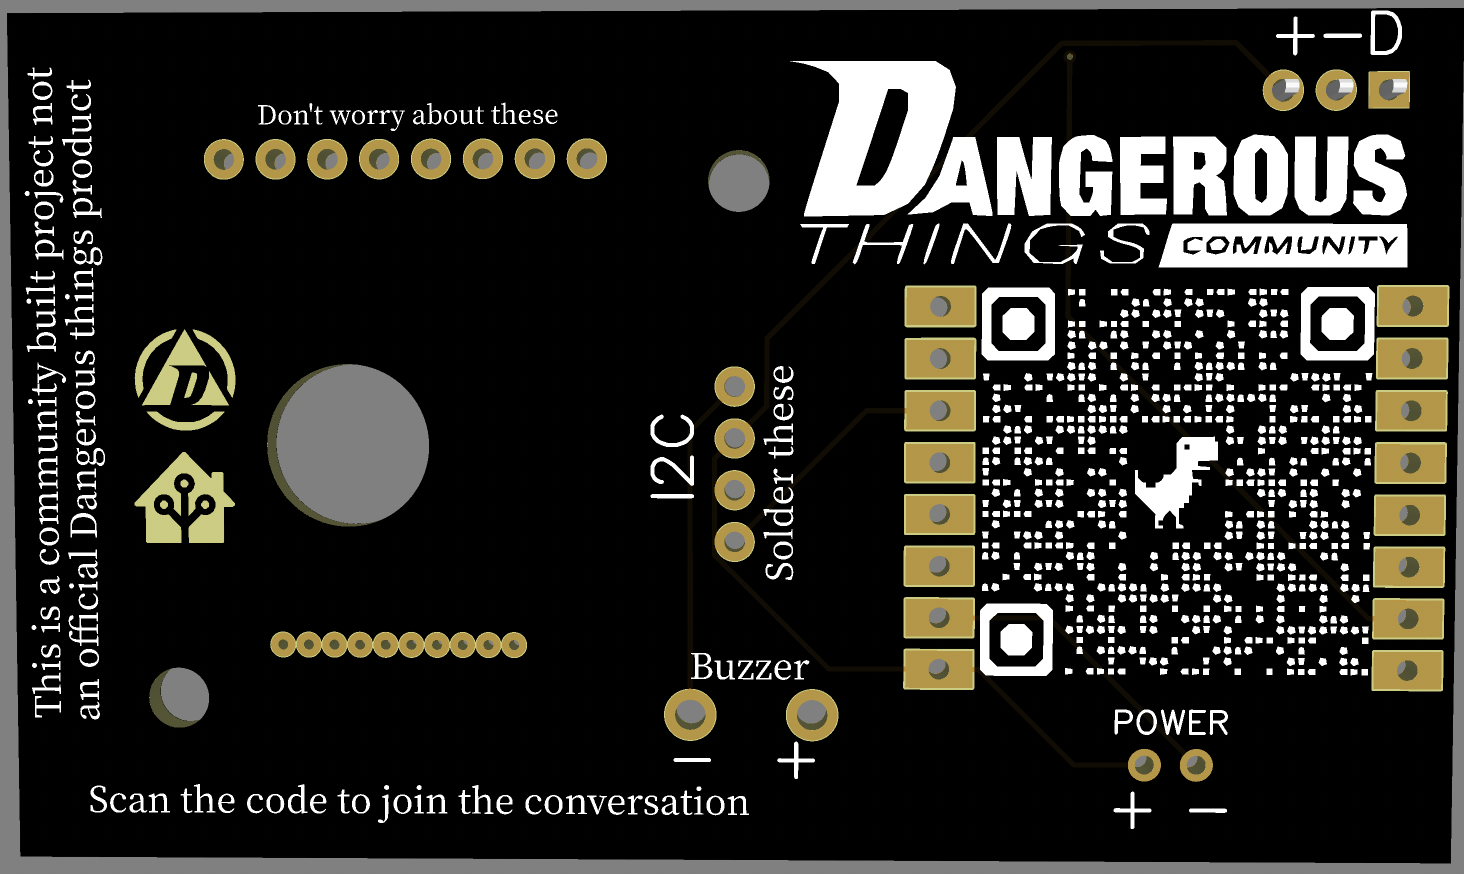 This is a community built project not
an official Dangerous things product
Don't worry about these
+ - D
DANGEROUS
THINGS COMMUNITY
D
I2C
Solder these
Buzzer
- +
POWER
+ -
Scan the code to join the conversation